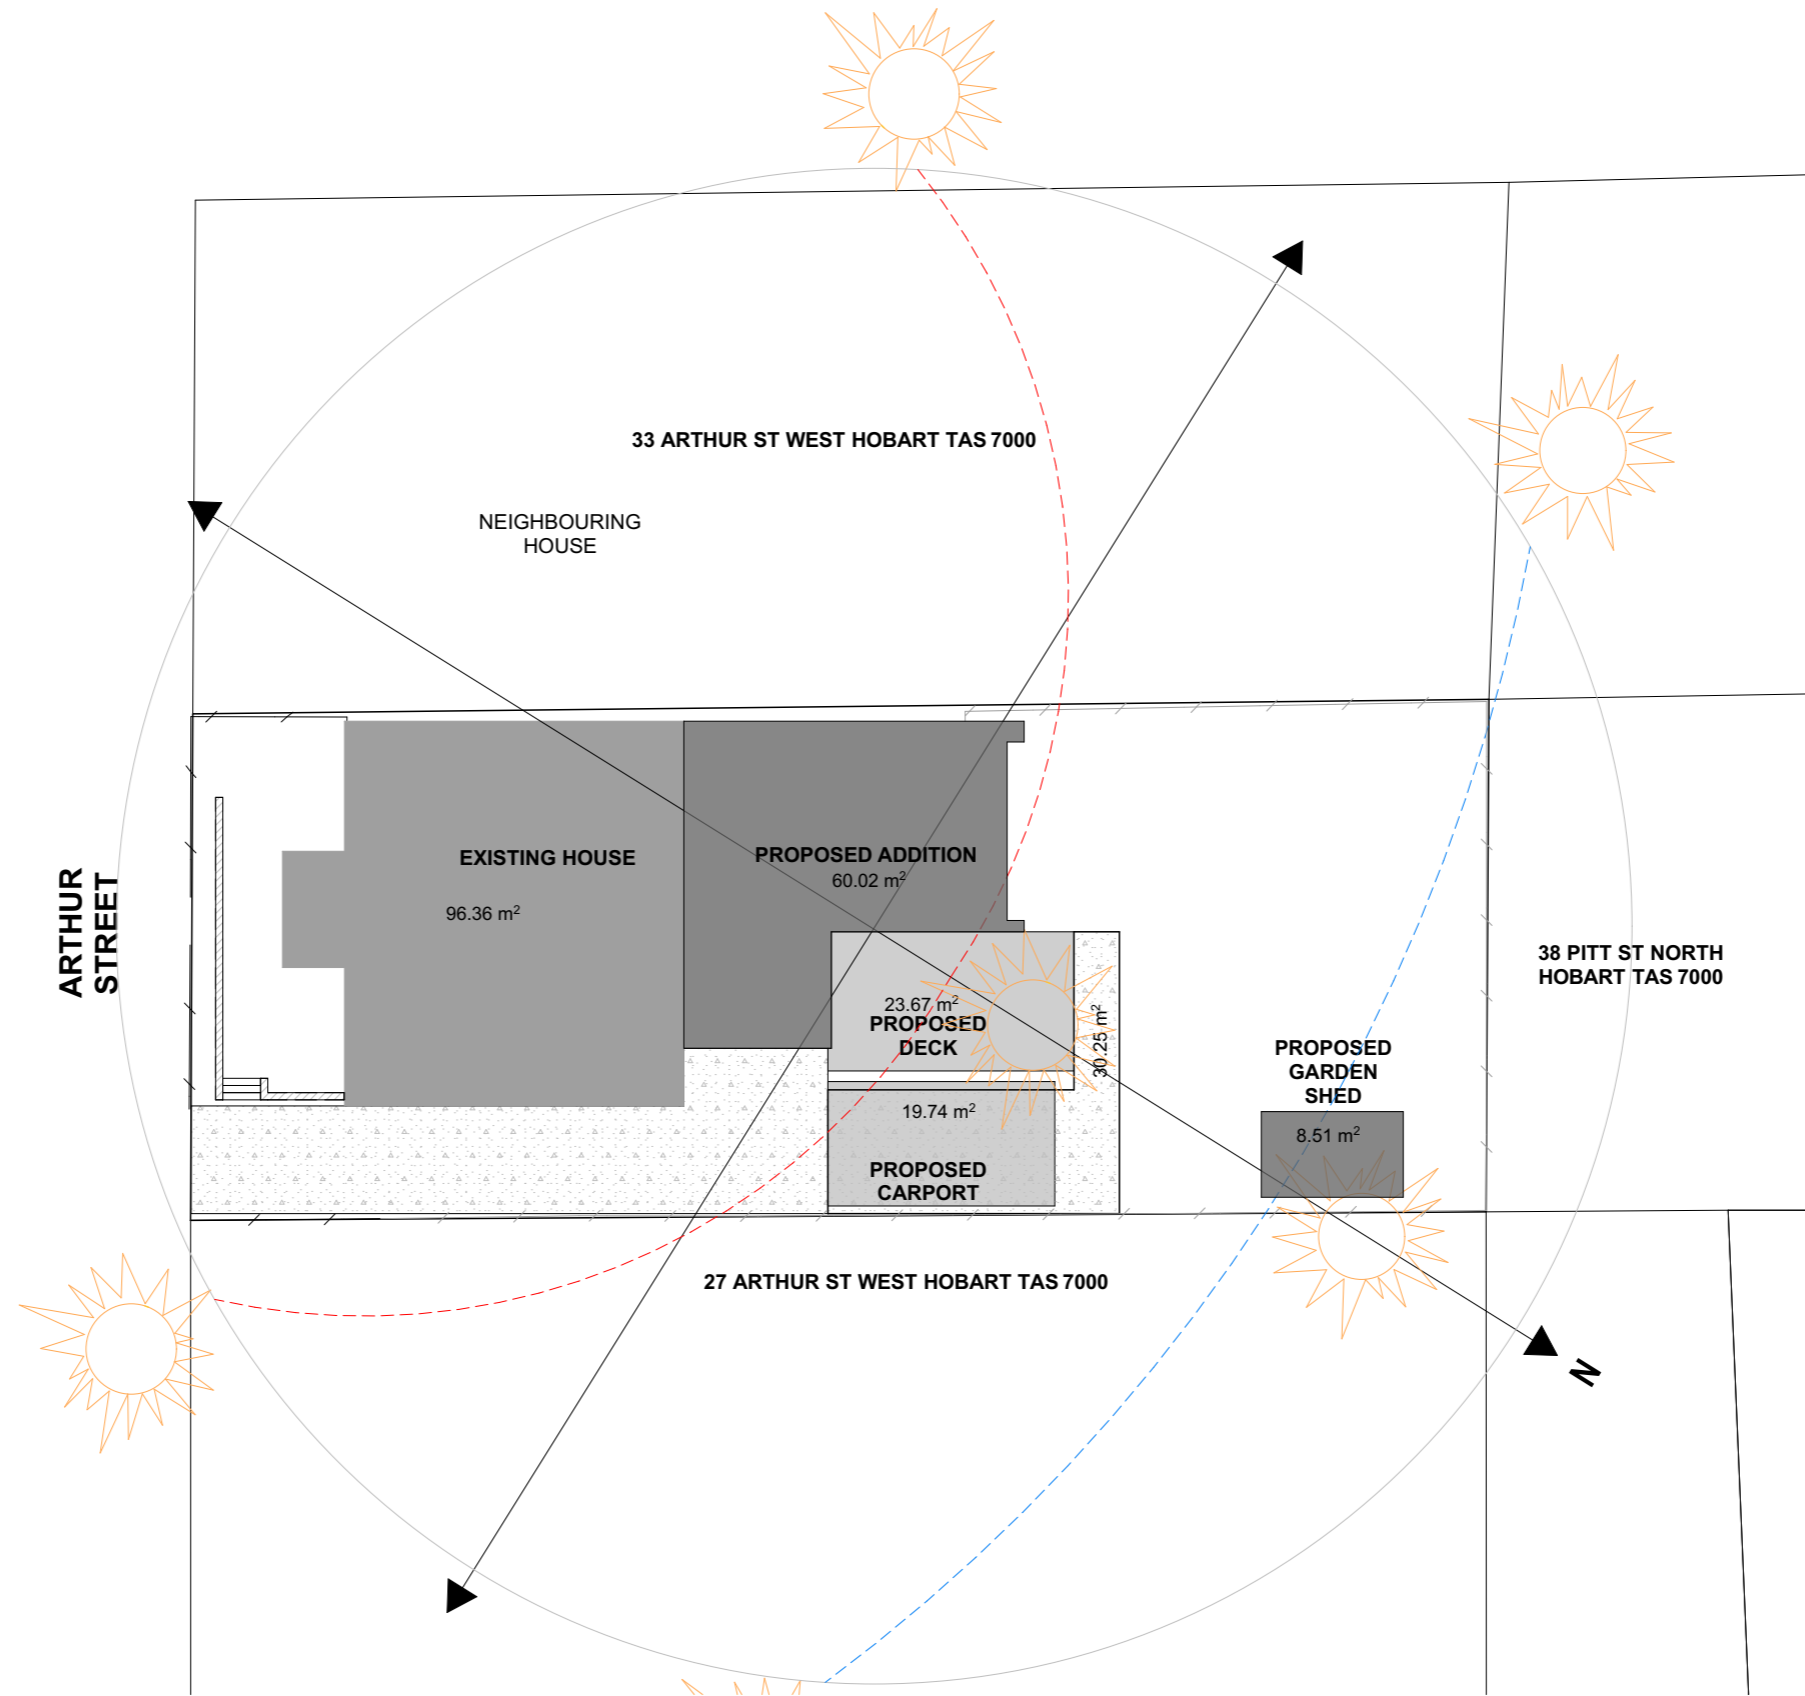 33 ARTHUR ST WEST HOBART TAS 7000
NEIGHBOURING
HOUSE
ARTHUR
STREET
EXISTING HOUSE
96.36 m²
PROPOSED ADDITION
60.02 m²
23.67 m²
PROPOSED
DECK
30.25 m²
19.74 m²
PROPOSED
CARPORT
PROPOSED
GARDEN
SHED
8.51 m²
38 PITT ST NORTH
HOBART TAS 7000
27 ARTHUR ST WEST HOBART TAS 7000
N